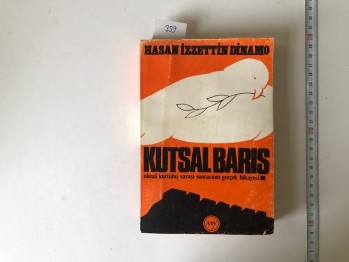 359
HASAN İZZETTİN DİNAMO
KUTSAL BARIŞ
ulusal kurtuluş savaşı sonrasının gerçek hikayesi